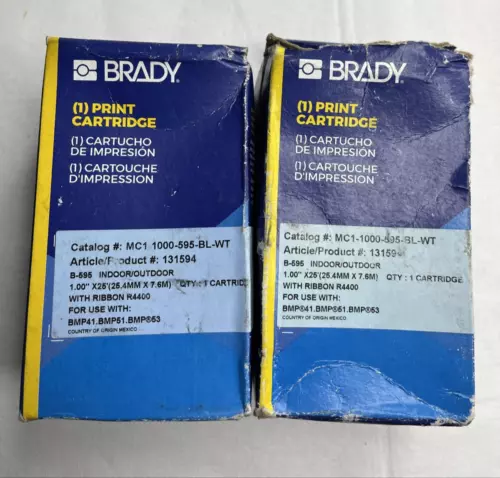 BRADY
(1) PRINT
CARTRIDGE
(1) CARTUCHO
DE IMPRESIÓN
(1) CARTOUCHE
D'IMPRESSION
Catalog #: MC1 1000-595-BL-WT
Article/Product #: 131594
B-595 INDOOR/OUTDOOR
1.00" X25'(25.4MM X 7.6M) QTY : 1 CARTRIDGE
WITH RIBBON R4400
FOR USE WITH:
BMP41.BMP51.BMP®53
COUNTRY OF ORIGIN MEXICO
BRADY
(1) PRINT
CARTRIDGE
(1) CARTUCHO
DE IMPRESIÓN
(1) CARTOUCHE
D'IMPRESSION
Catalog #: MC1-1000-595-BL-WT
Article/Product #: 131594
B-595 INDOOR/OUTDOOR
1.00" X25'(25.4MM X 7.6M) QTY : 1 CARTRIDGE
WITH RIBBON R4400
FOR USE WITH:
BMP®41.BMP®51.BMP®53
COUNTRY OF ORIGIN MEXICO